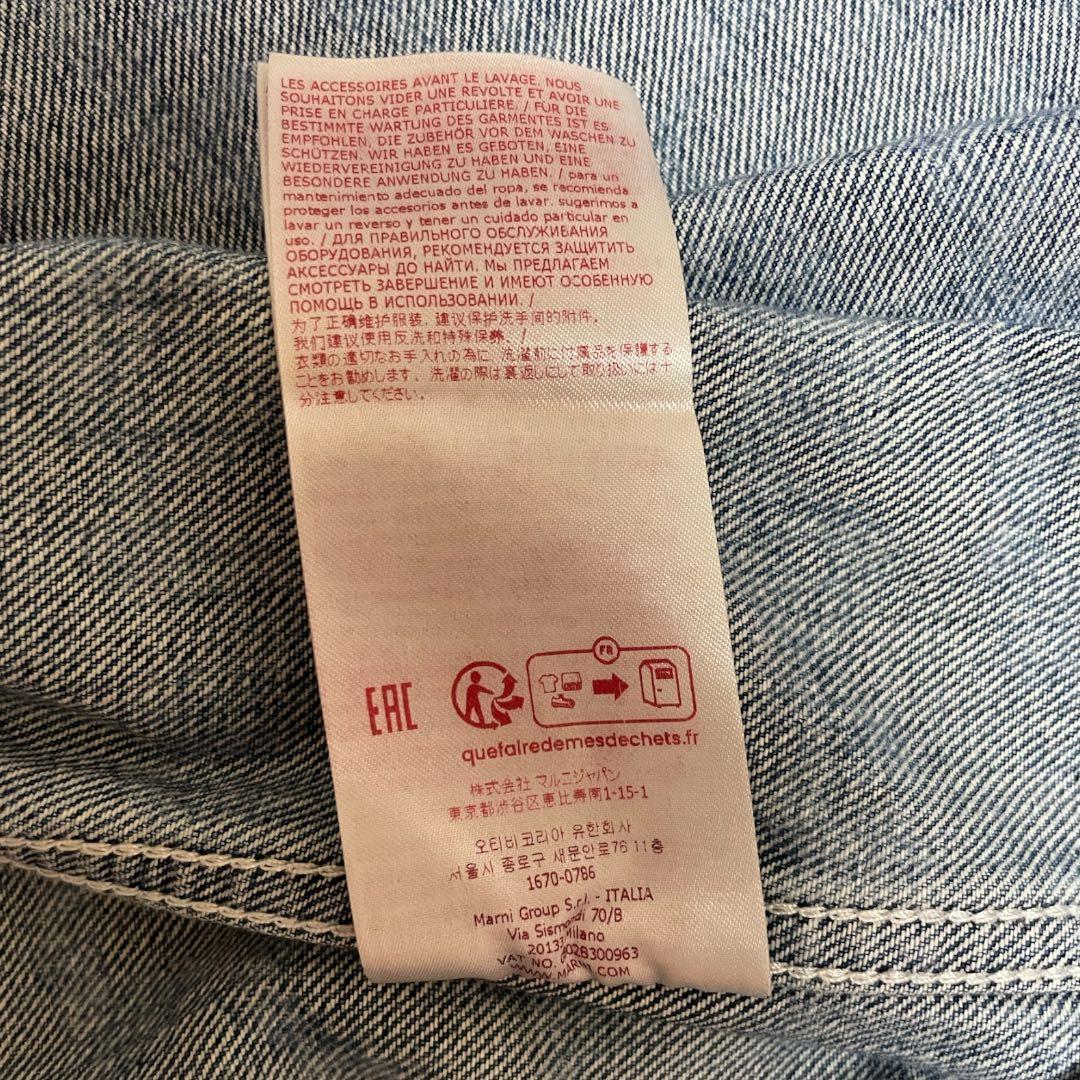 LES ACCESSOIRES AVANT LE LAVAGE. NOUS
SOUHAITONS VIDER UNE REVOLTE ET AVOIR UNE
PRISE EN CHARGE PARTICULIERE. / FÜR DIE
BESTIMMTE WARTUNG DES GARMENTES IST ES
EMPFOHLEN, DIE ZUBEHÖR VOR DEM WASCHEN ZU
SCHÜTZEN. WIR HABEN ES GEBOTEN, EINE
WIEDERVEREINIGUNG ZU HABEN UND EINE
BESONDERE ANWENDUNG ZU HABEN. / para un
mantenimiento adecuado del ropa, se recomienda
proteger los accesorios antes de lavar. sugerimos a
lavar un reverso y tener un cuidado particular en
uso. / ДЛЯ ПРАВИЛЬНОГО ОБСЛУЖИВАНИЯ
ОБОРУДОВАНИЯ, РЕКОМЕНДУЕТСЯ ЗАЩИТИТЬ
АКСЕССУАРЫ ДО НАЙТИ. Мы ПРЕДЛАГАЕМ
СМОТРЕТЬ ЗАВЕРШЕНИЕ И ИМЕЮТ ОСОБЕННУЮ
ПОМОЩЬ В ИСПОЛЬЗОВАНИИ. /
为了正确维护服装, 建议保护洗手间的附件。
我们建议使用反洗和特殊保养。 /
衣類の適切なお手入れの為に、洗濯前に付属品を保護する
ことをお勧めします。洗濯の際は裏返しにして取り扱いには十
分注意してください。
EAC
FR
quefairedemesdechets.fr
株式会社 マルニジャパン
東京都渋谷区恵比寿南1-15-1
오티비코리아 유한회사
서울시 종로구 새문안로76 11층
1670-0786
Marni Group S.r.l. - ITALIA
Via Sismondi 70/B
Milano
VAT NO.
WWW.MARNI.COM